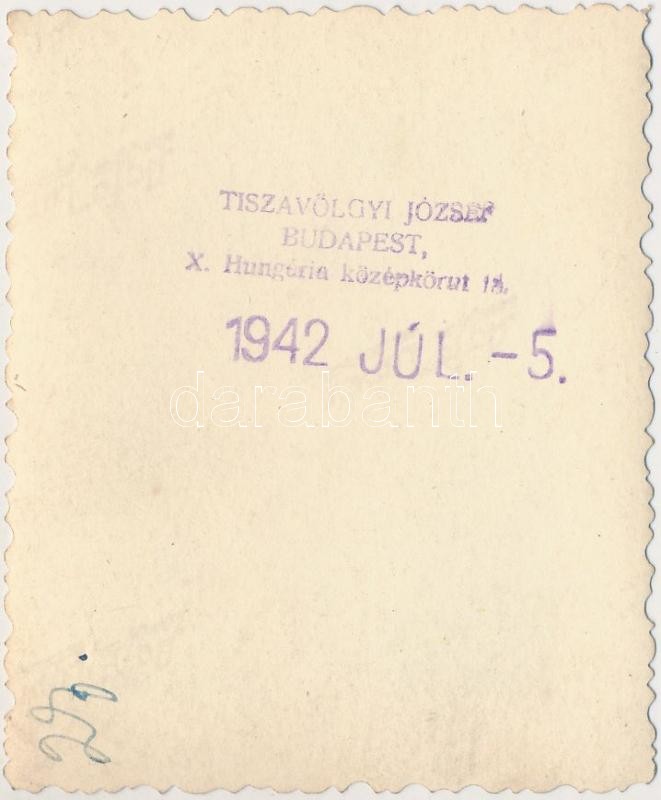 TISZAVÖLGYI JÓZSEF
BUDAPEST,
X. Hungária középkörut
1942 JÚL. - 5.
darabanth